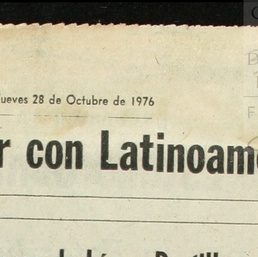 ueves 28 de Octubre de 1976
r con Latinoam